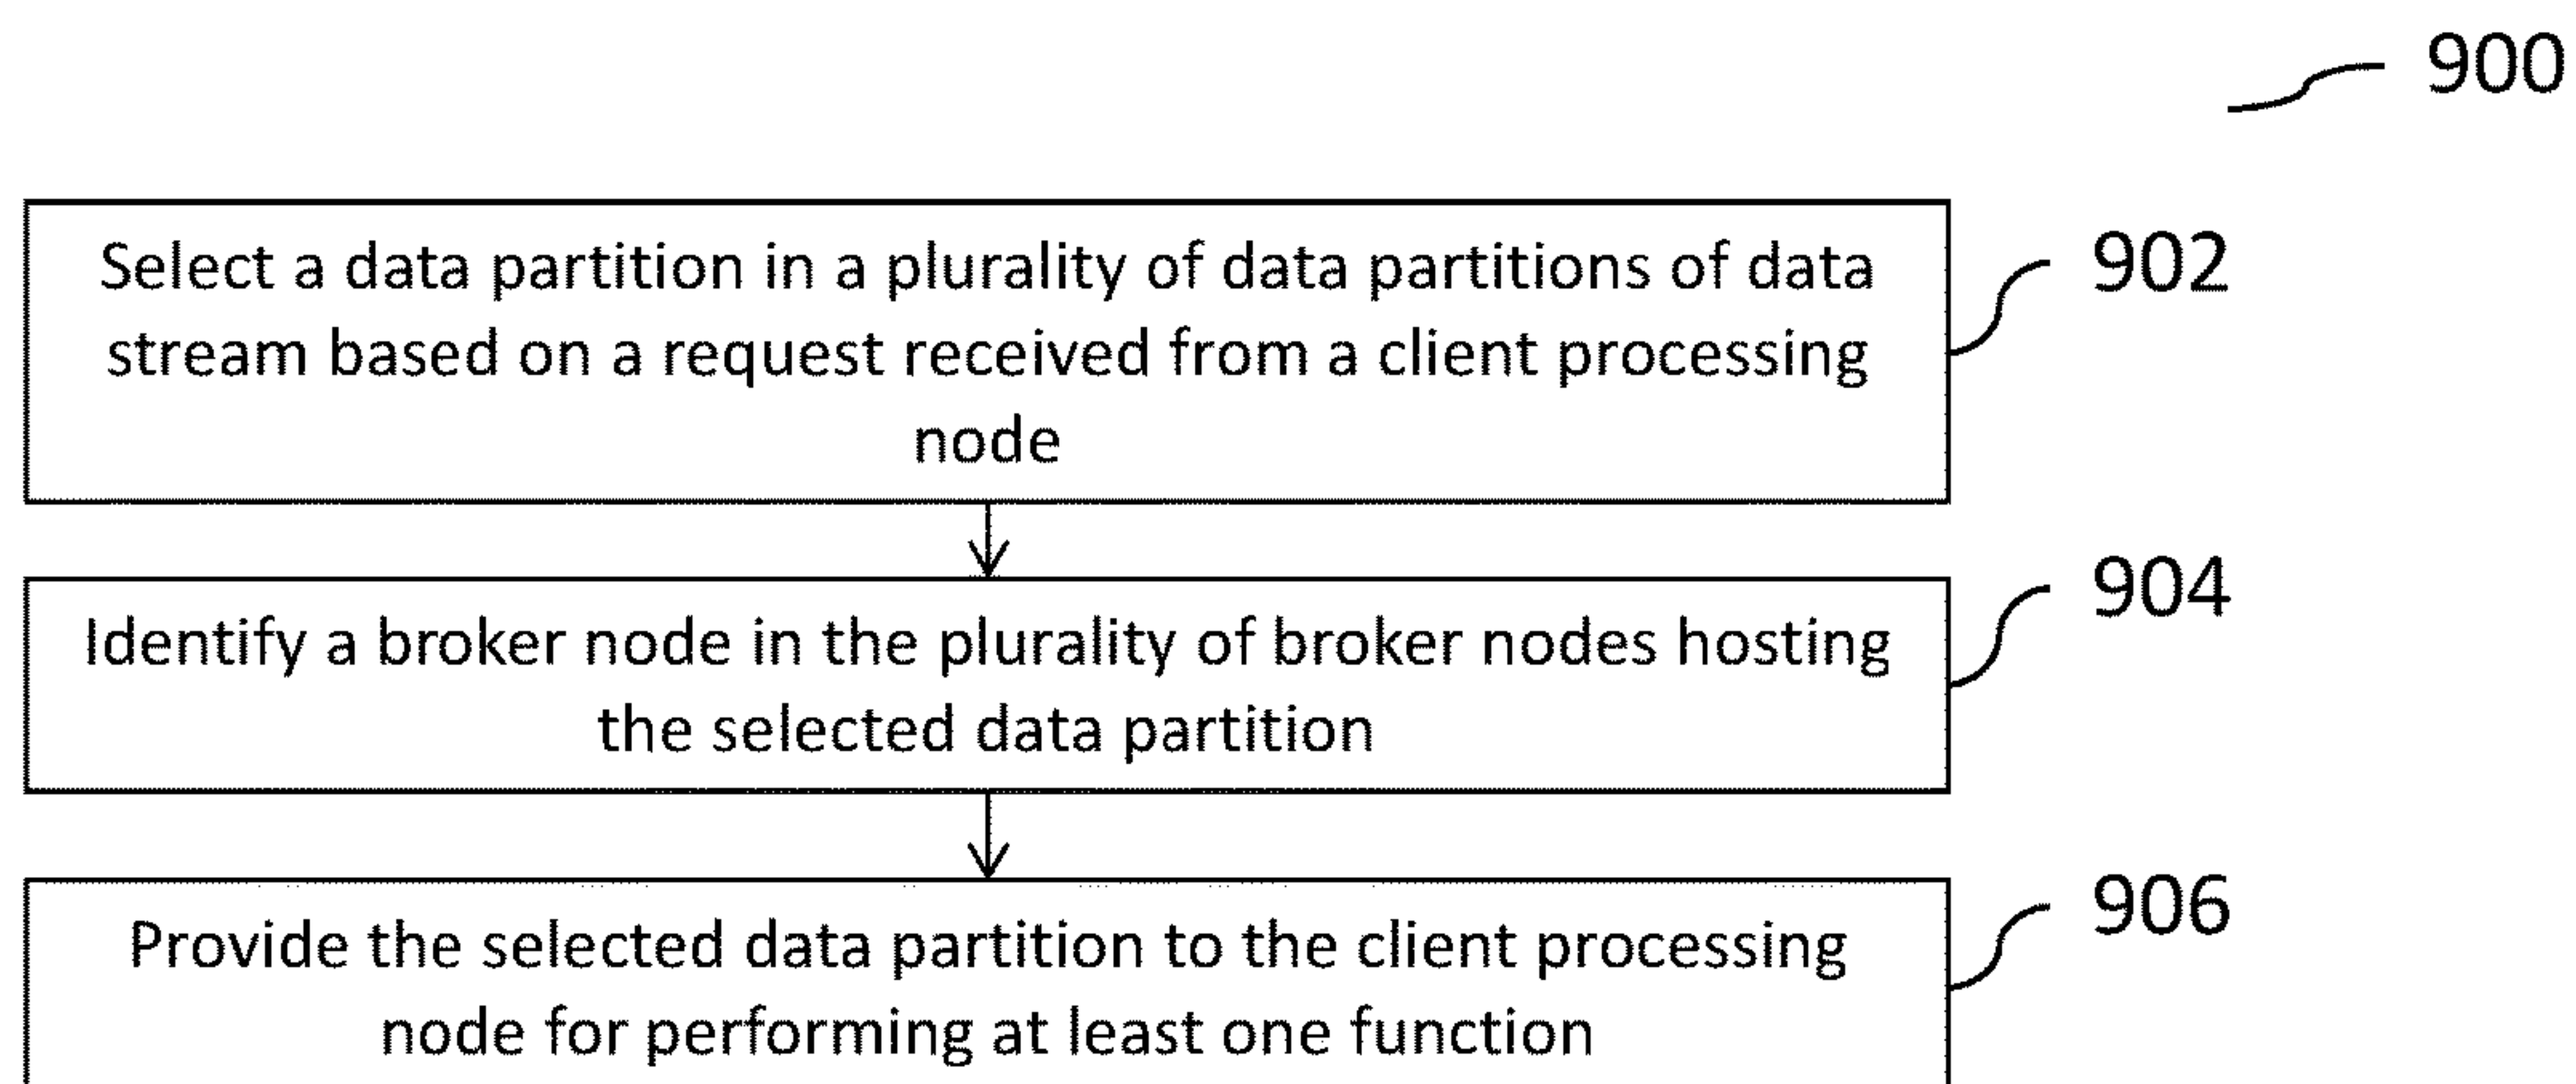 900
Select a data partition in a plurality of data partitions of data
stream based on a request received from a client processing
node
902
Identify a broker node in the plurality of broker nodes hosting
the selected data partition
904
Provide the selected data partition to the client processing
node for performing at least one function
906